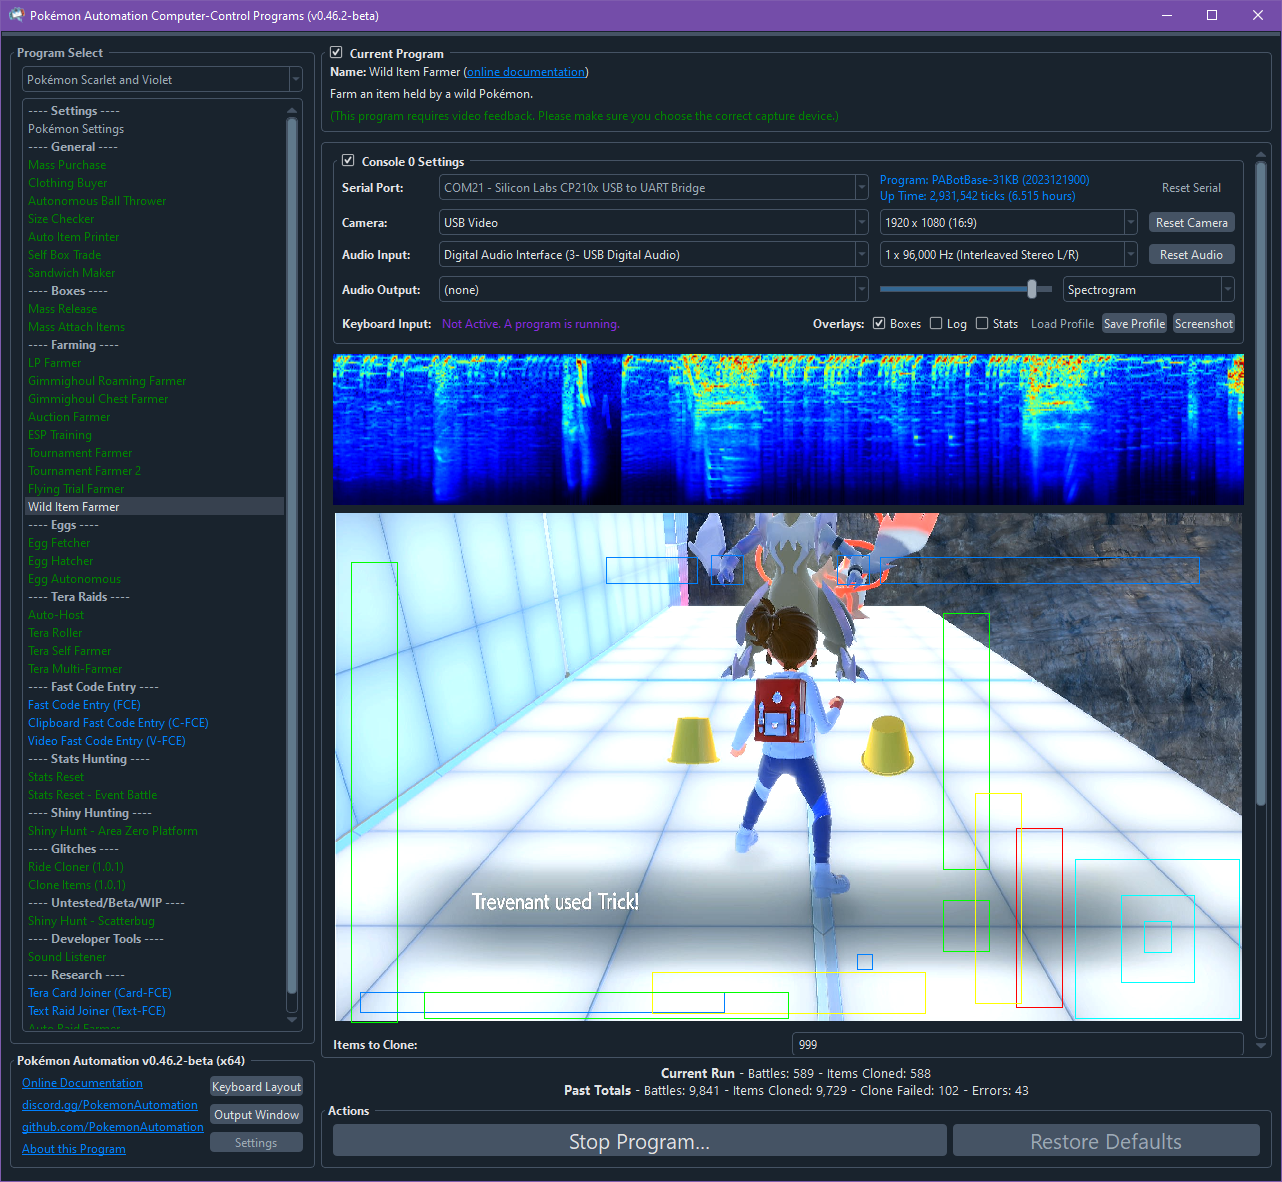 Pokémon Automation Computer-Control Programs (v0.46.2-beta)
Program Select
Pokémon Scarlet and Violet
---- Settings ----
Pokémon Settings
---- General ----
Mass Purchase
Clothing Buyer
Autonomous Ball Thrower
Size Checker
Auto Item Printer
Self Box Trade
Sandwich Maker
---- Boxes ----
Mass Release
Mass Attach Items
---- Farming ----
LP Farmer
Gimmighoul Roaming Farmer
Gimmighoul Chest Farmer
Auction Farmer
ESP Training
Tournament Farmer
Tournament Farmer 2
Flying Trial Farmer
Wild Item Farmer
---- Eggs ----
Egg Fetcher
Egg Hatcher
Egg Autonomous
---- Tera Raids ----
Auto-Host
Tera Roller
Tera Self Farmer
Tera Multi-Farmer
---- Fast Code Entry ----
Fast Code Entry (FCE)
Clipboard Fast Code Entry (C-FCE)
Video Fast Code Entry (V-FCE)
---- Stats Hunting ----
Stats Reset
Stats Reset - Event Battle
---- Shiny Hunting ----
Shiny Hunt - Area Zero Platform
---- Glitches ----
Ride Cloner (1.0.1)
Clone Items (1.0.1)
---- Untested/Beta/WIP ----
Shiny Hunt - Scatterbug
---- Developer Tools ----
Sound Listener
---- Research ----
Tera Card Joiner (Card-FCE)
Text Raid Joiner (Text-FCE)
Auto Raid Farmer
Pokémon Automation v0.46.2-beta (x64)
Online Documentation
Keyboard Layout
discord.gg/PokemonAutomation
Output Window
github.com/PokemonAutomation
Settings
About this Program
Current Program
Name: Wild Item Farmer (online documentation)
Farm an item held by a wild Pokémon.
(This program requires video feedback. Please make sure you choose the correct capture device.)
Console 0 Settings
Serial Port: COM21 - Silicon Labs CP210x USB to UART Bridge
Program: PABotBase-31KB (2023121900)
Up Time: 2,931,542 ticks (6.515 hours)
Reset Serial
Camera: USB Video 1920 x 1080 (16:9) Reset Camera
Audio Input: Digital Audio Interface (3- USB Digital Audio) 1 x 96,000 Hz (Interleaved Stereo L/R) Reset Audio
Audio Output: (none) Spectrogram
Keyboard Input: Not Active. A program is running. Overlays: Boxes Log Stats Load Profile Save Profile Screenshot
Trevenant used Trick!
Items to Clone: 999
Current Run - Battles: 589 - Items Cloned: 588
Past Totals - Battles: 9,841 - Items Cloned: 9,729 - Clone Failed: 102 - Errors: 43
Actions
Stop Program... Restore Defaults